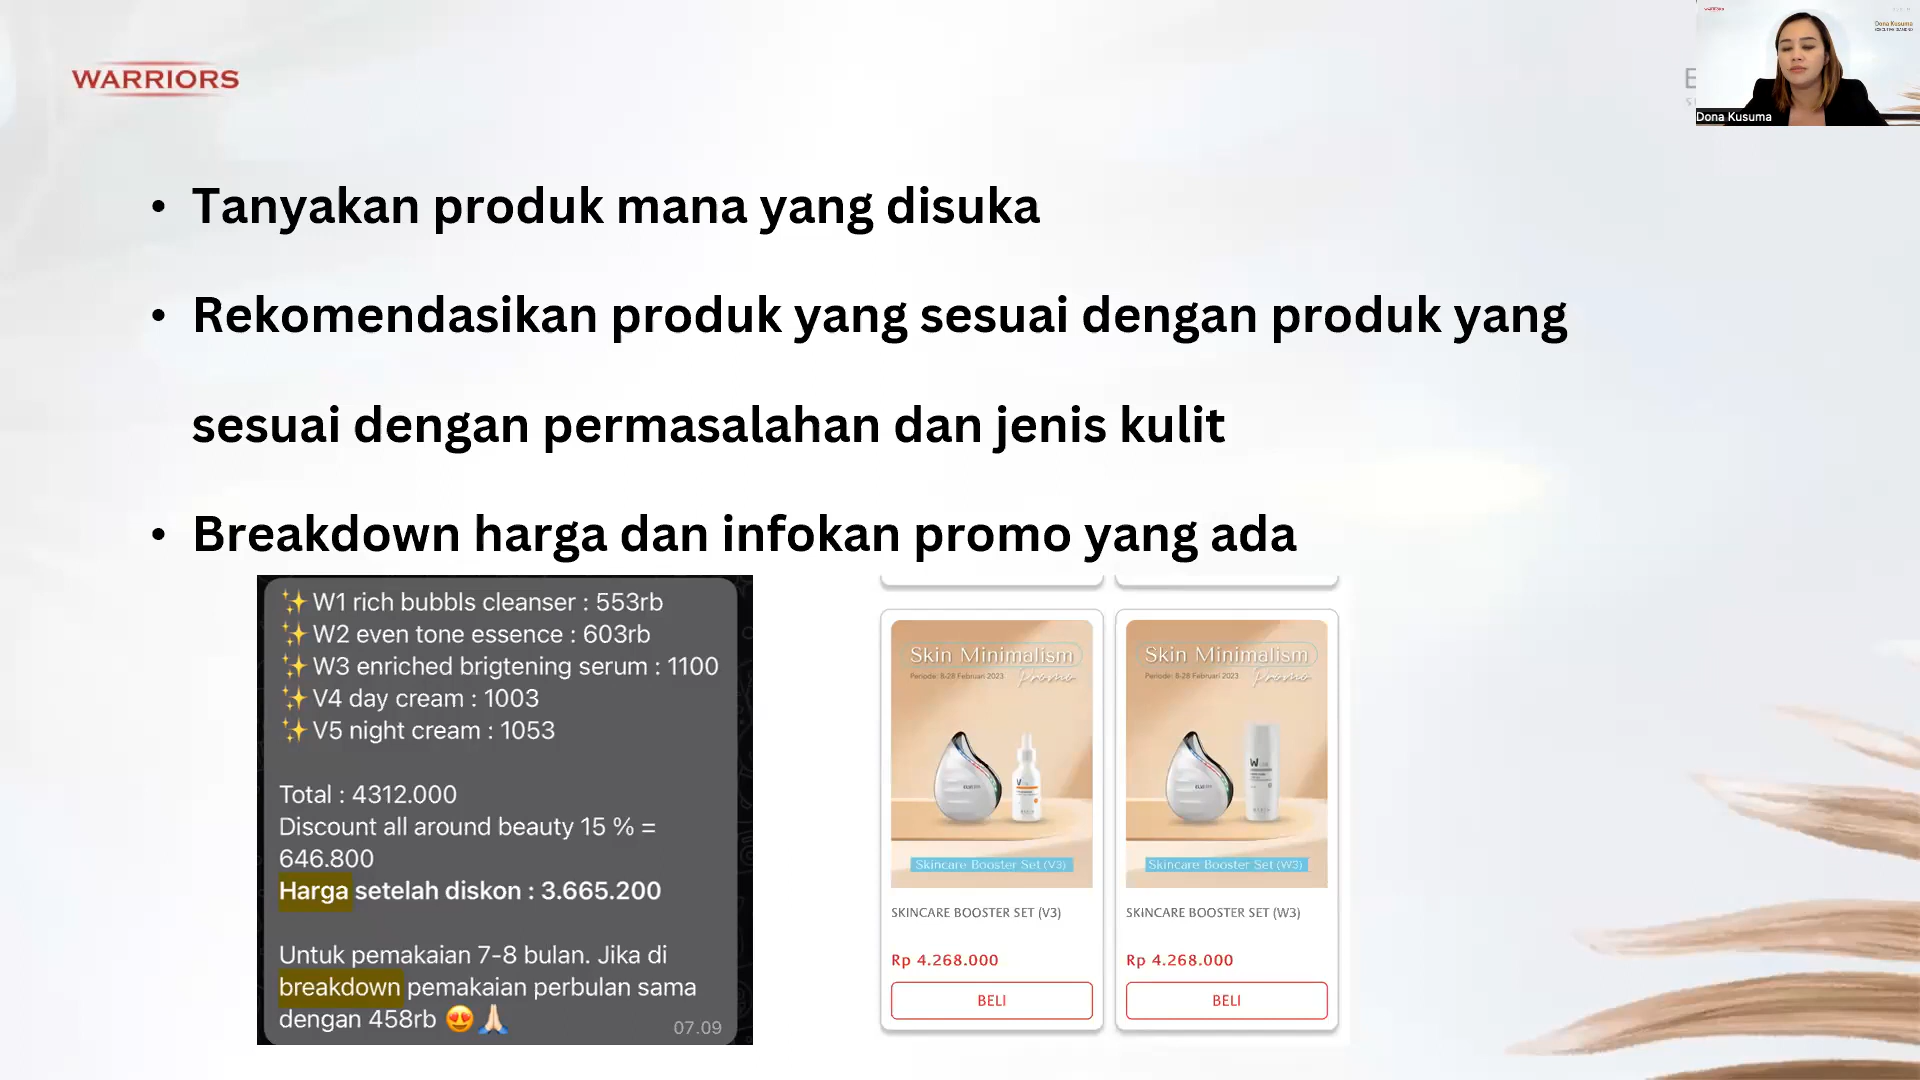 WARRIORS
Dona Kusuma
Dona Kusuma
• Tanyakan produk mana yang disuka
• Rekomendasikan produk yang sesuai dengan produk yang
sesuai dengan permasalahan dan jenis kulit
• Breakdown harga dan infokan promo yang ada
✨W1 rich bubbls cleanser : 553rb
✨W2 even tone essence : 603rb
✨W3 enriched brigtening serum : 1100
✨V4 day cream : 1003
✨V5 night cream : 1053
Total : 4312.000
Discount all around beauty 15 % =
646.800
Harga setelah diskon : 3.665.200
Untuk pemakaian 7-8 bulan. Jika di
breakdown pemakaian perbulan sama
dengan 458rb 😍🙏🏻
07.09
Skin Minimalism
Periode: 8-28 Februari 2023
Promo
Skincare Booster Set (V3)
SKINCARE BOOSTER SET (V3)
Rp 4.268.000
BELI
Skin Minimalism
Periode: 8-28 Februari 2023
Promo
Skincare Booster Set (W3)
SKINCARE BOOSTER SET (W3)
Rp 4.268.000
BELI